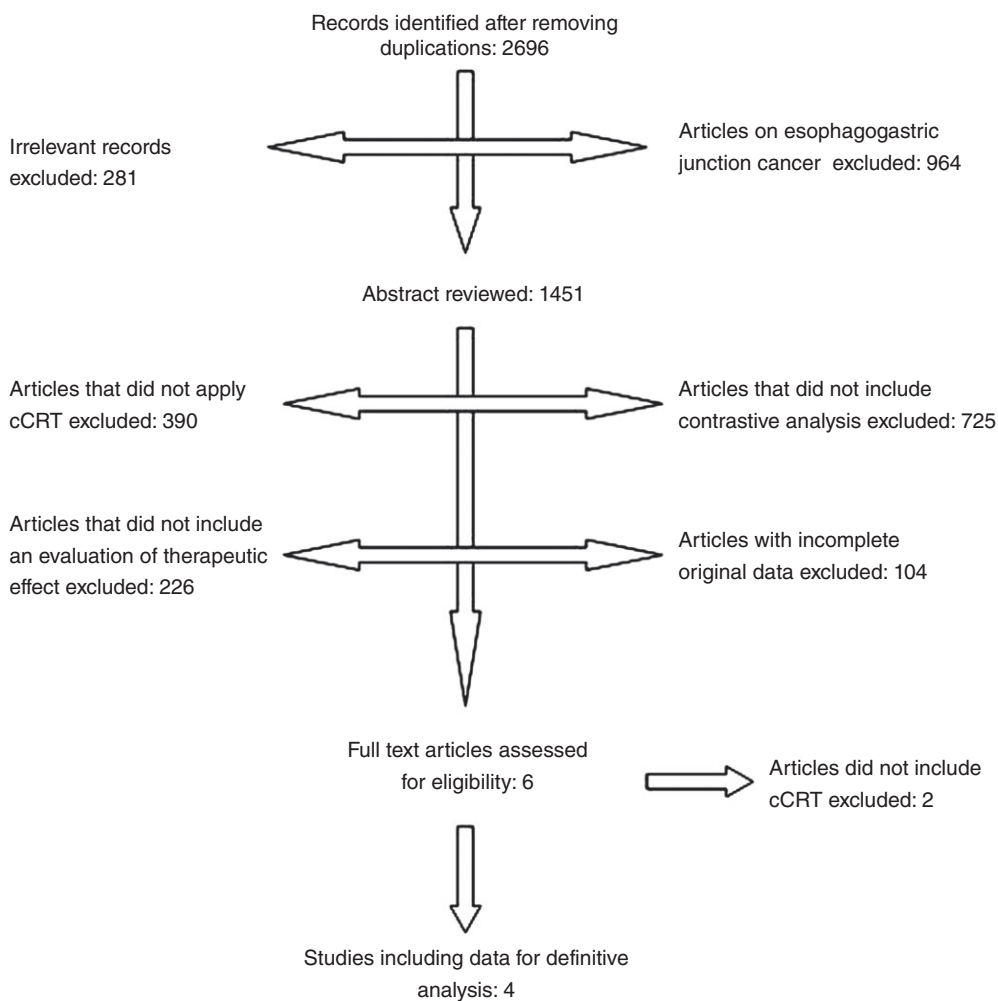 Records identified after removing
duplications: 2696
Irrelevant records
excluded: 281
Articles on esophagogastric
junction cancer excluded: 964
Abstract reviewed: 1451
Articles that did not apply
cCRT excluded: 390
Articles that did not include
contrastive analysis excluded: 725
Articles that did not include
an evaluation of therapeutic
effect excluded: 226
Articles with incomplete
original data excluded: 104
Full text articles assessed
for eligibility: 6
Articles did not include
cCRT excluded: 2
Studies including data for definitive
analysis: 4